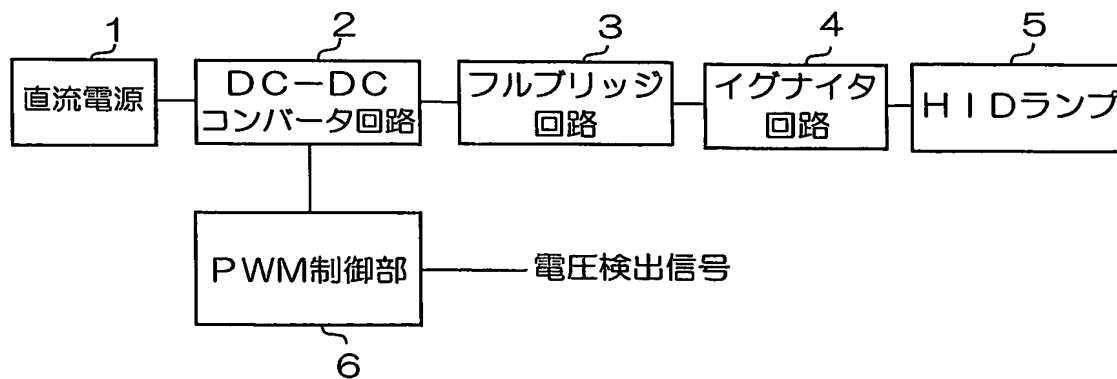 1
2
3
4
5
直流電源
DC-DC
コンバータ回路
フルブリッジ
回路
イグナイタ
回路
HIDランプ
PWM制御部
電圧検出信号
6